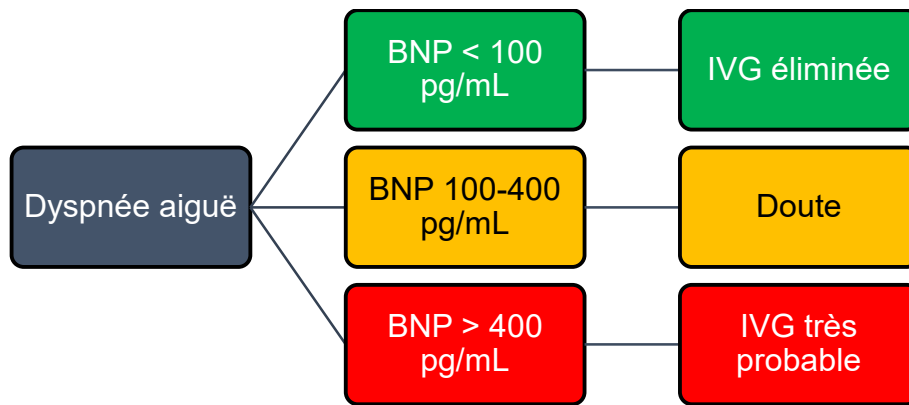 BNP < 100
pg/mL
IVG éliminée
Dyspnée aiguë
BNP 100-400
pg/mL
Doute
BNP > 400
pg/mL
IVG très
probable